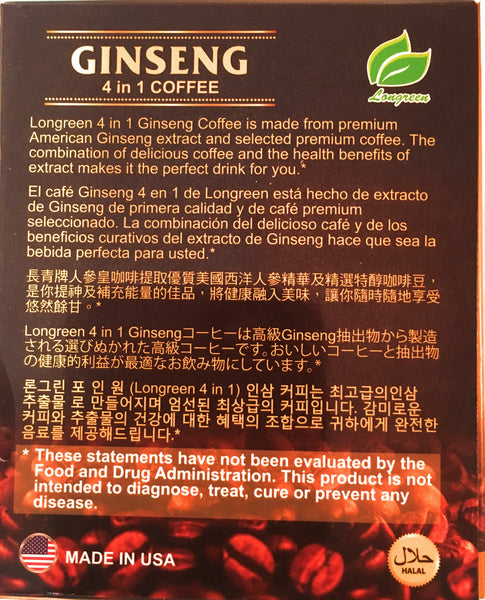 GINSENG
4 in 1 COFFEE
Longreen
Longreen 4 in 1 Ginseng Coffee is made from premium
American Ginseng extract and selected premium coffee. The
combination of delicious coffee and the health benefits of
extract makes it the perfect drink for you.*
El café Ginseng 4 en 1 de Longreen está hecho de extracto
de Ginseng de primera calidad y de café premium
seleccionado. La combinación del delicioso café y de los
beneficios curativos del extracto de Ginseng hace que sea la
bebida perfecta para usted.*
長青牌人參皇咖啡提取優質美國西洋人參精華及精選特醇咖啡豆，
是你提神及補充能量的佳品，將健康融入美味，讓你隨時隨地享受
悠然餘甘。*
Longreen 4 in 1 Ginsengコーヒーは高級Ginseng抽出物から製造
される選びぬかれた高級コーヒーです。おいしいコーヒーと抽出物
の健康的利益が最適なお飲み物にしています。*
론그린 포 인 원 (Longreen 4 in 1) 인삼 커피는 최고급의인삼
추출물 로 만들어지며 엄선된 최상급의 커피입니다. 감미로운
커피와 추출물의 건강에 대한 혜택의 조합으로 귀하에게 완전한
음료를 제공해드립니다.*
* These statements have not been evaluated by the
Food and Drug Administration. This product is not
intended to diagnose, treat, cure or prevent any
disease.
MADE IN USA
حلال
HALAL